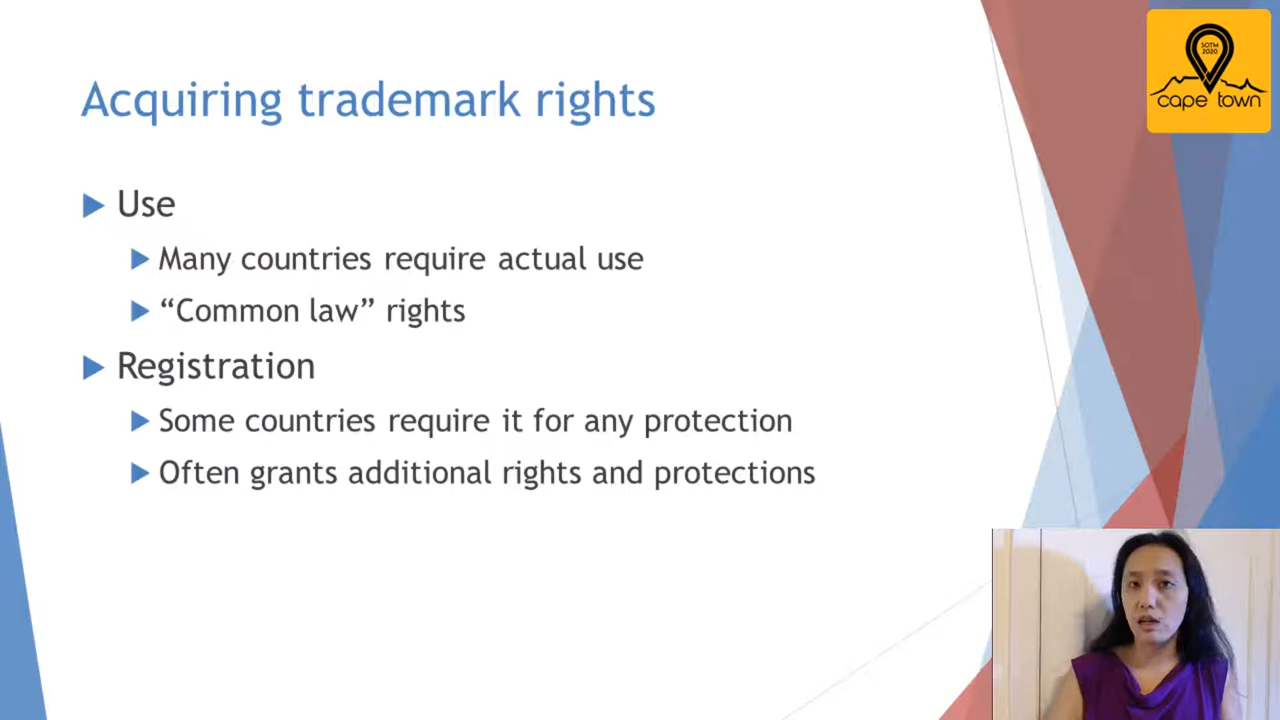 Acquiring trademark rights
SOTM
2020
cape town
Use
Many countries require actual use
“Common law” rights
Registration
Some countries require it for any protection
Often grants additional rights and protections